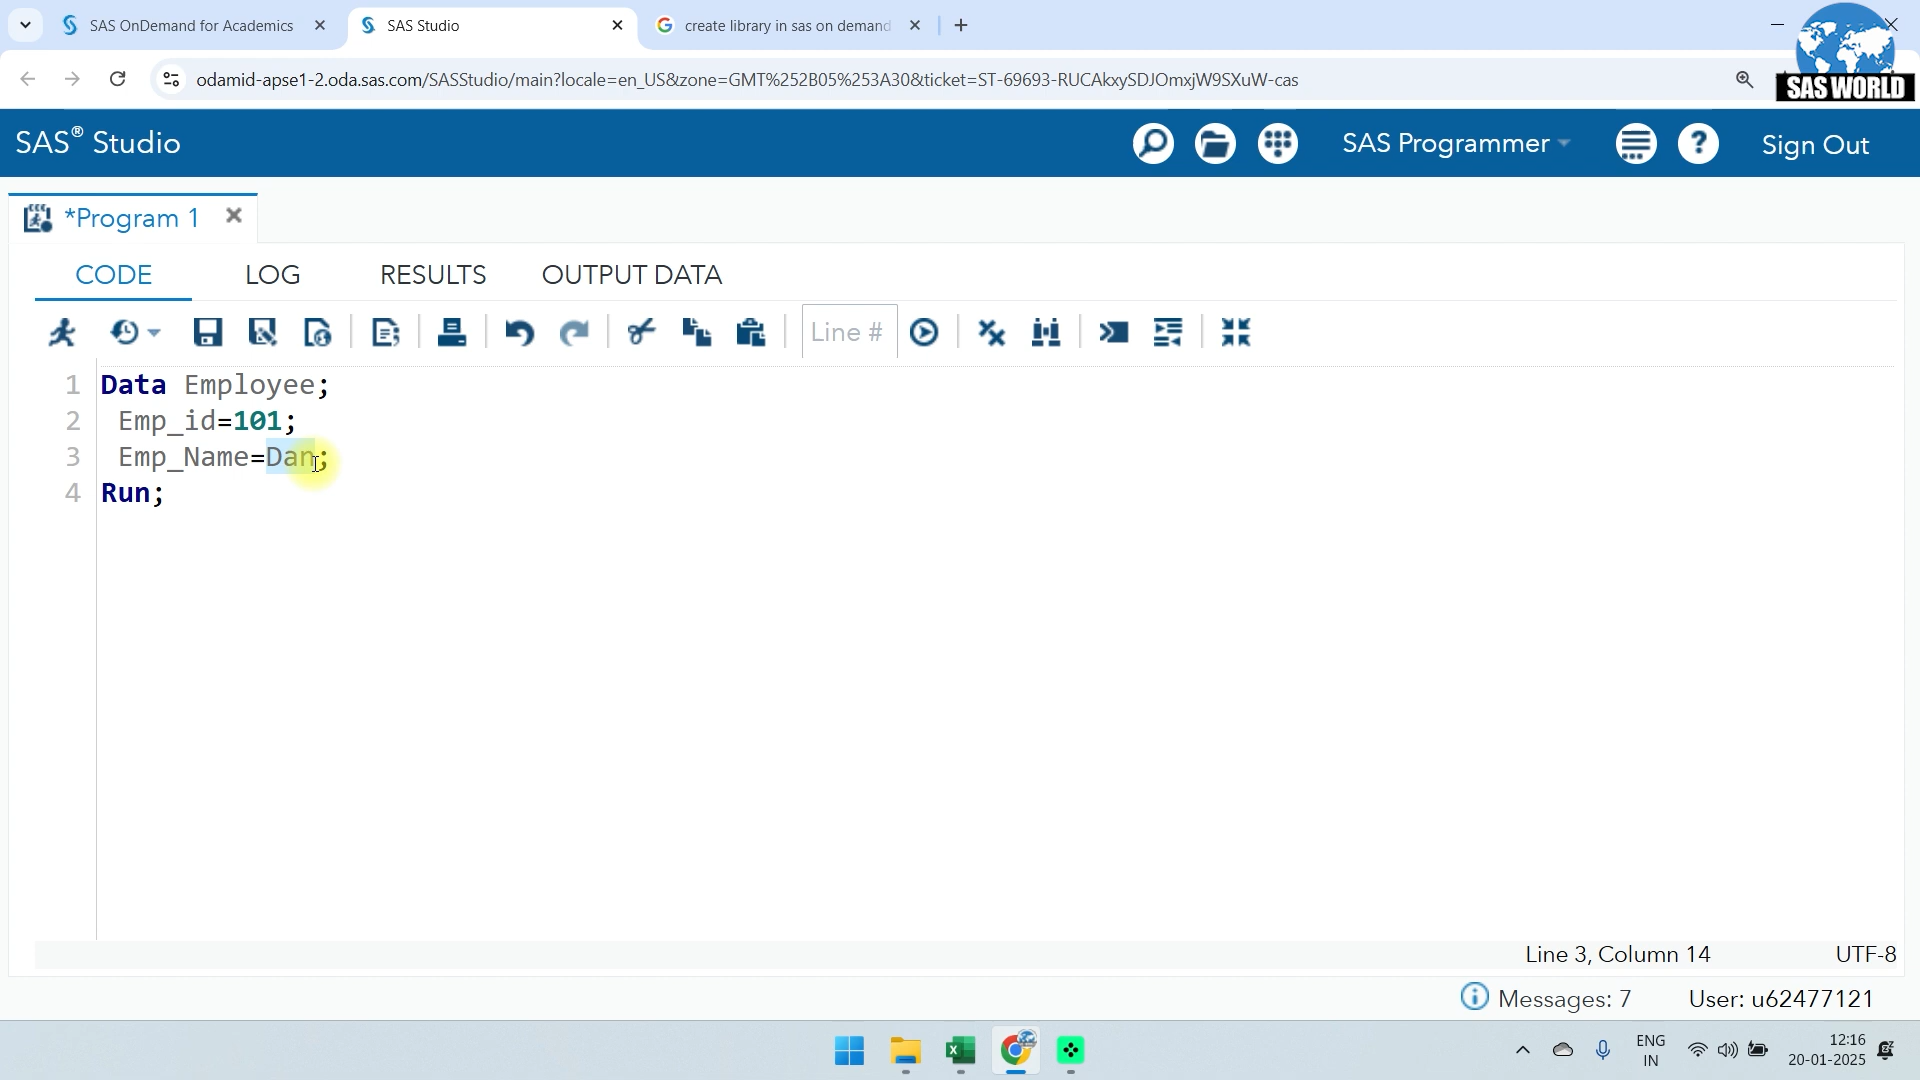 SAS OnDemand for Academics
SAS Studio
create library in sas on demand
odamid-apse1-2.oda.sas.com/SASStudio/main?locale=en_US&zone=GMT%252B05%253A30&ticket=ST-69693-RUCAkxySDJOmxjW9SXuW-cas
SAS WORLD
SAS® Studio
SAS Programmer
?
Sign Out
*Program 1
CODE
LOG
RESULTS
OUTPUT DATA
Line #
1 Data Employee;
2 Emp_id=101;
3 Emp_Name=Dan;
4 Run;
Line 3, Column 14
UTF-8
Messages: 7
User: u62477121
ENG
IN
12:16
20-01-2025